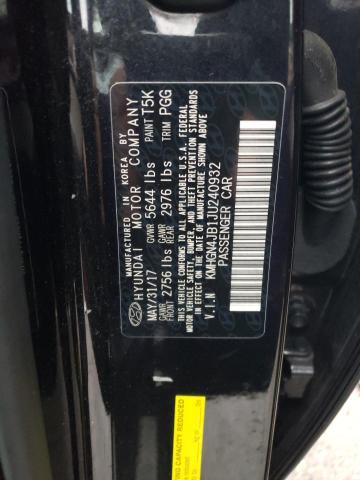 MANUFACTURED IN KOREA BY
HYUNDAI MOTOR COMPANY
MAY/31/17 GVWR 5644 lbs PAINT T5K
GAWR FRONT 2756 lbs GAWR REAR 2976 lbs TRIM PGG
THIS VEHICLE CONFORMS TO ALL APPLICABLE U.S.A. FEDERAL
MOTOR VEHICLE SAFETY, BUMPER, AND THEFT PREVENTION STANDARDS
IN EFFECT ON THE DATE OF MANUFACTURE SHOWN ABOVE.
V.I.N KMHGN4JB1JU240932
PASSENGER CAR
CAPACITY REDUCED